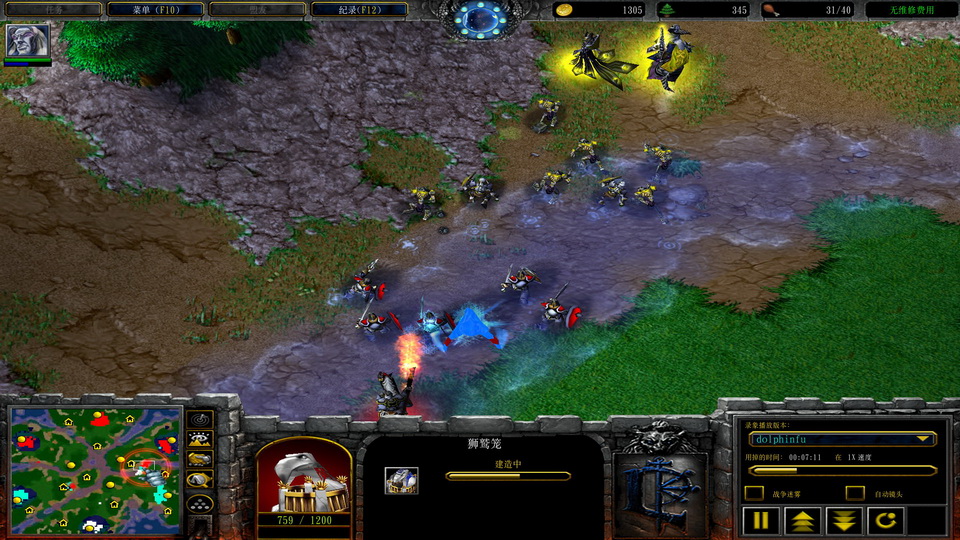 任务
菜单 (F10)
盟友
纪录(F12)
1305
345
31/40
无维修费用
狮鹫笼
建造中
759 / 1200
录象播放版本:
dolphinfu
用掉的时间: 00:07:11 在 1X 速度
战争迷雾
自动镜头